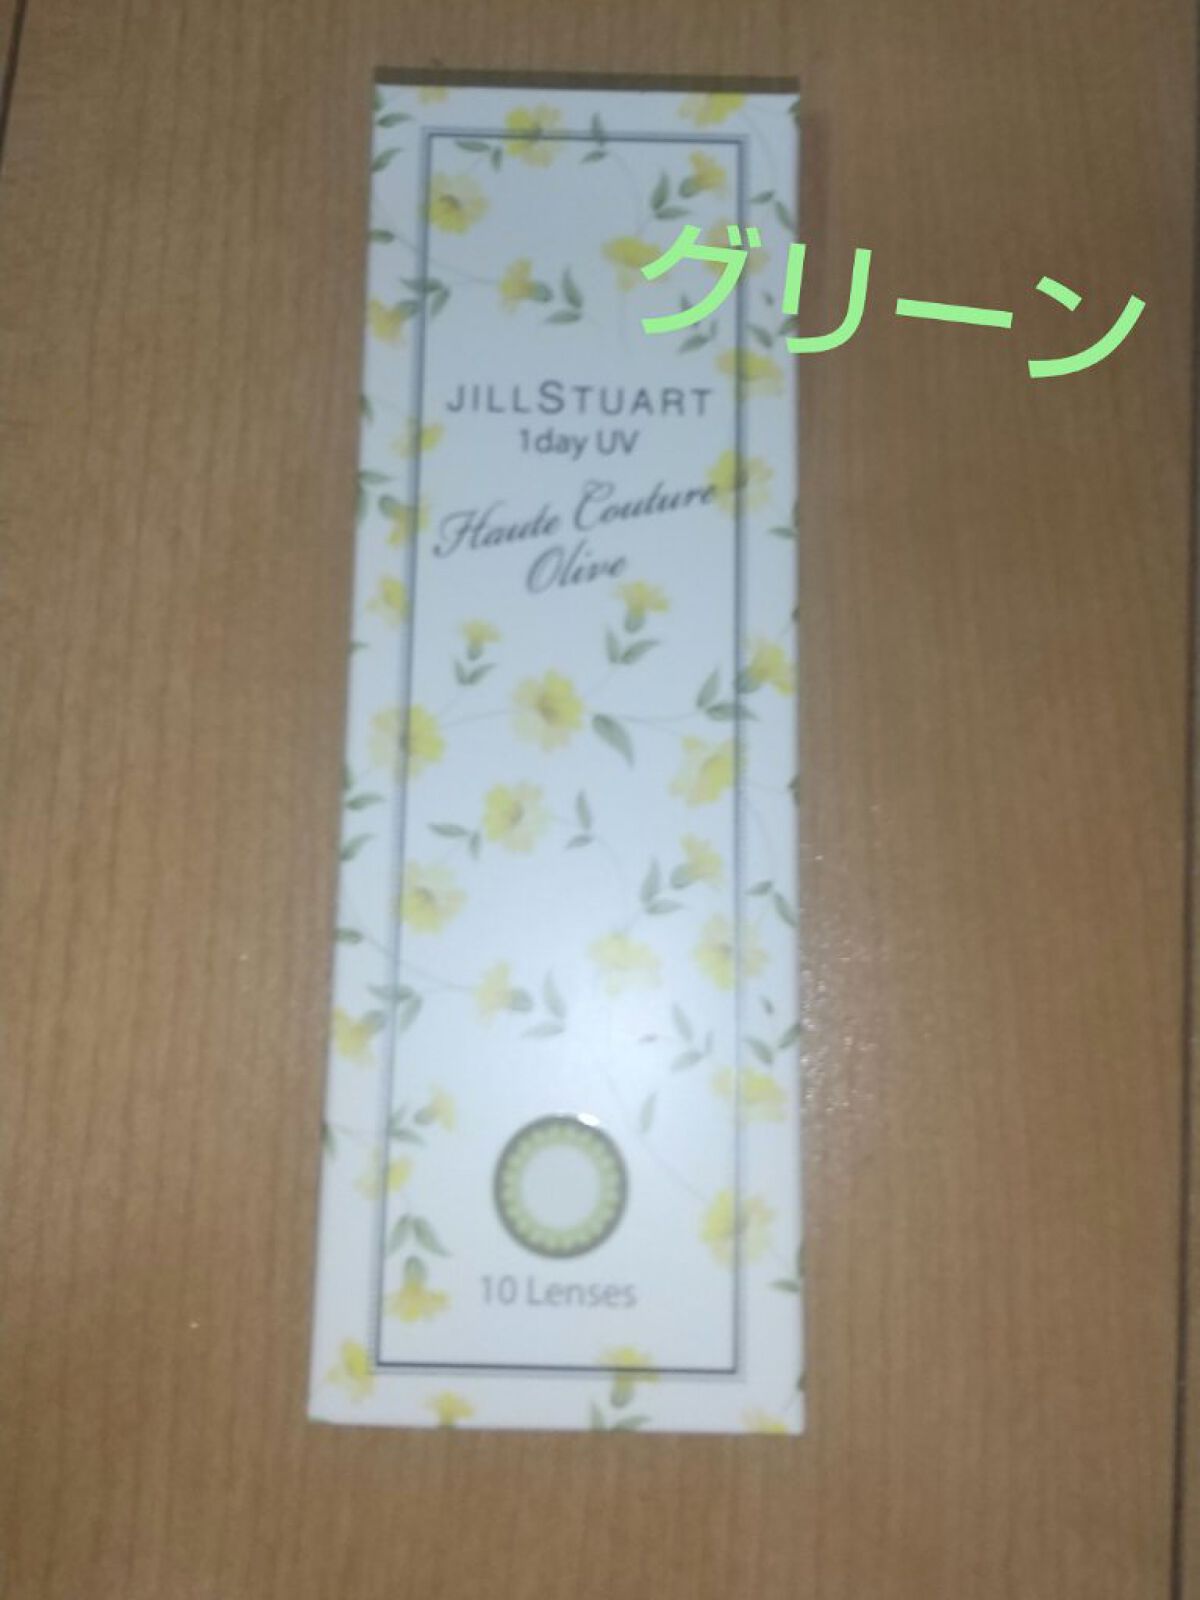 グリーン
JILLSTUART
1day UV
Haute Couture
Olive
10 Lenses